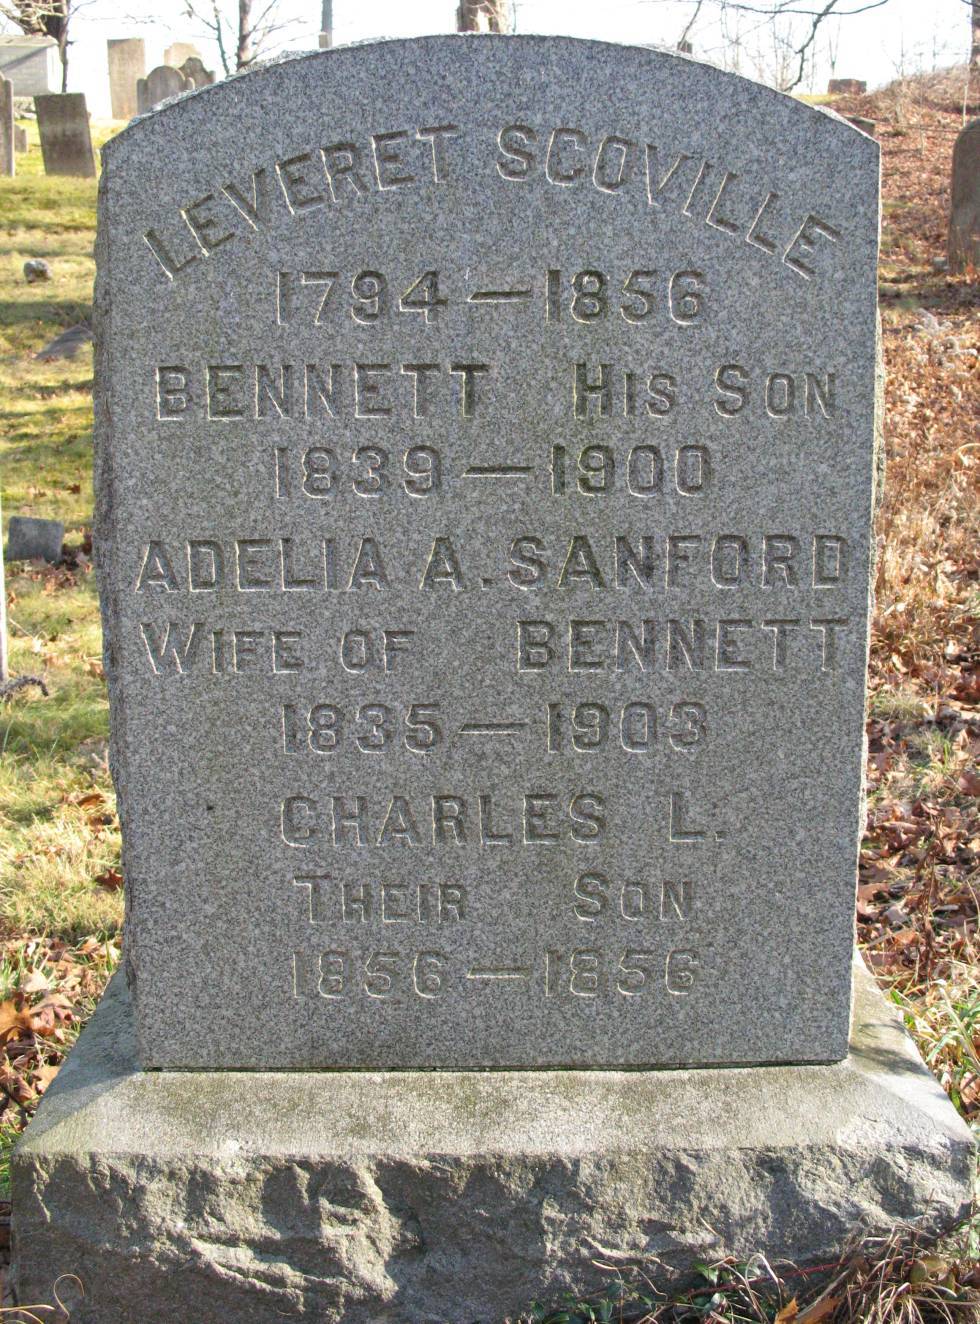 LEVERET SCOVILLE
1794 — 1856
BENNETT HIS SON
1839 — 1900
ADELIA A. SANFORD
WIFE OF BENNETT
1835 — 1903
CHARLES L.
THEIR SON
1856 — 1856